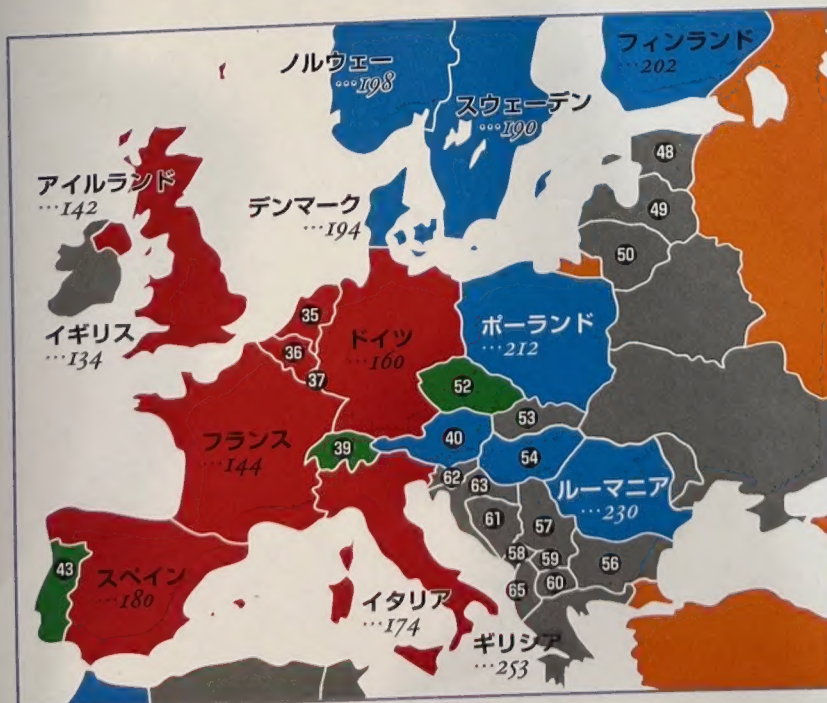 ノルウェー
…198
フィンランド
…202
スウェーデン
…190
アイルランド
…142
デンマーク
…194
48
49
50
イギリス
…134
35
36
37
ドイツ
…160
ポーランド
…212
52
53
フランス
…144
39
40
54
ルーマニア
…230
62
63
61
57
58
59
56
60
65
43
スペイン
…180
イタリア
…174
ギリシア
…253